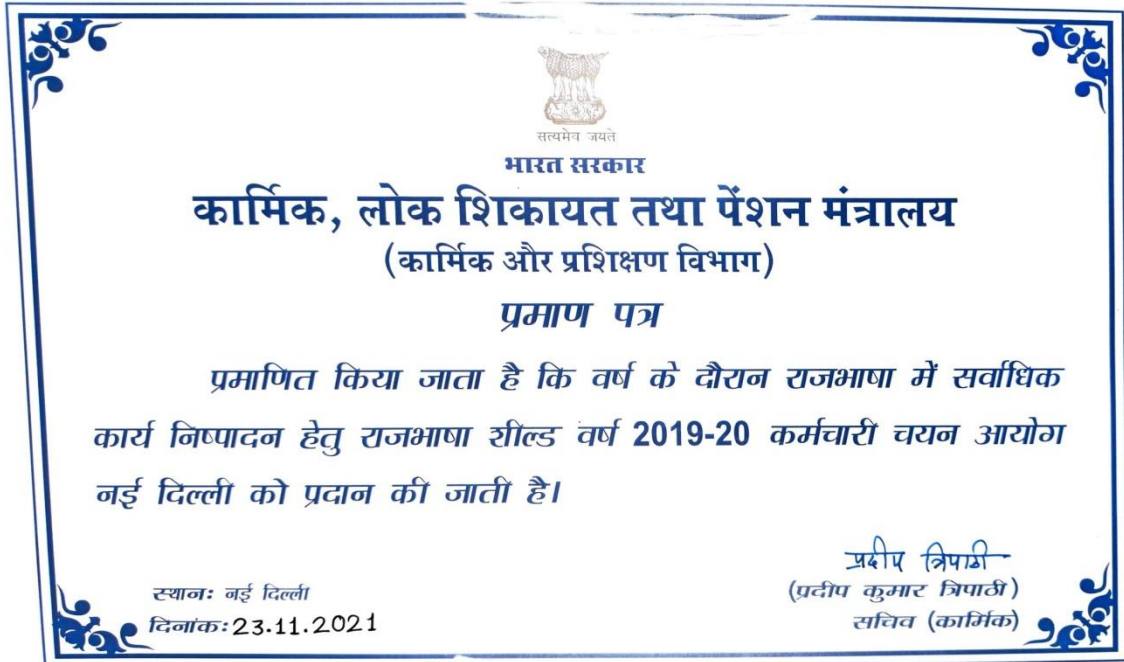 सत्यमेव जयते
भारत सरकार
कार्मिक, लोक शिकायत तथा पेंशन मंत्रालय
(कार्मिक और प्रशिक्षण विभाग)
प्रमाण पत्र
प्रमाणित किया जाता है कि वर्ष के दौरान राजभाषा में सर्वाधिक
कार्य निष्पादन हेतु राजभाषा शील्ड वर्ष 2019-20 कर्मचारी चयन आयोग
नई दिल्ली को प्रदान की जाती है।
प्रदीप त्रिपाठी
स्थानः नई दिल्ली
(प्रदीप कुमार त्रिपाठी)
दिनांकः 23.11.2021
सचिव (कार्मिक)